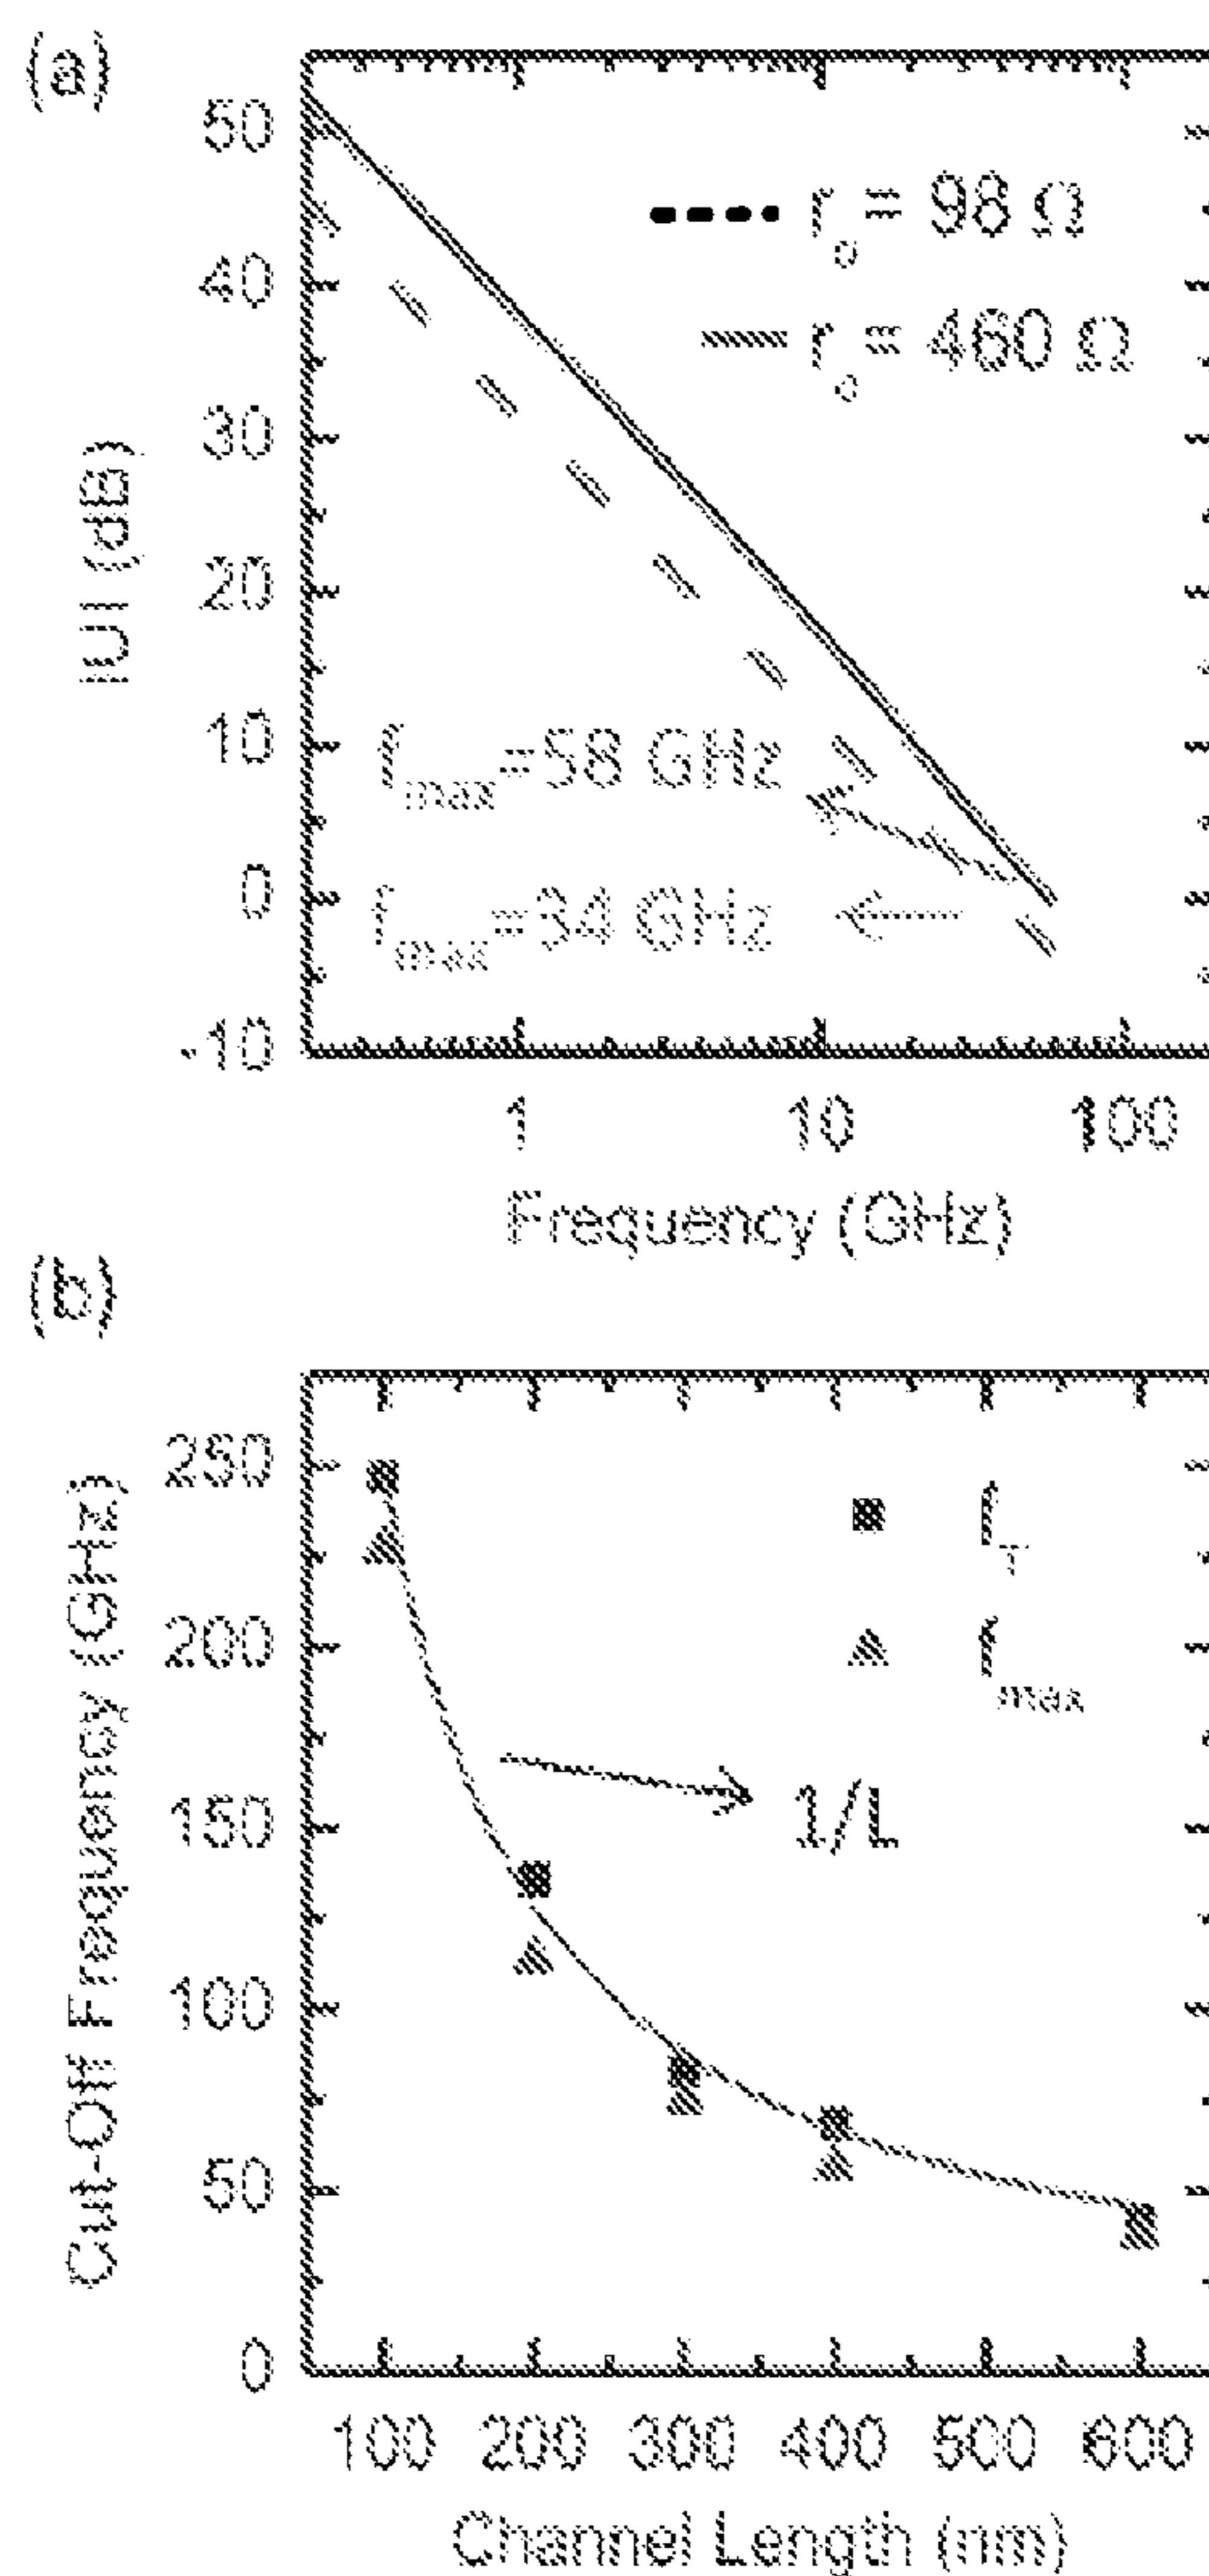 (a)
50
40
30
20
10
0
-10
|U| (dB)
r_o = 98 Ω
r_o = 460 Ω
f_max=58 GHz
f_max=34 GHz
1 10 100
Frequency (GHz)
(b)
250
200
150
100
50
0
Cut-Off Frequency (GHz)
f_T
f_max
1/L
100 200 300 400 500 600
Channel Length (nm)